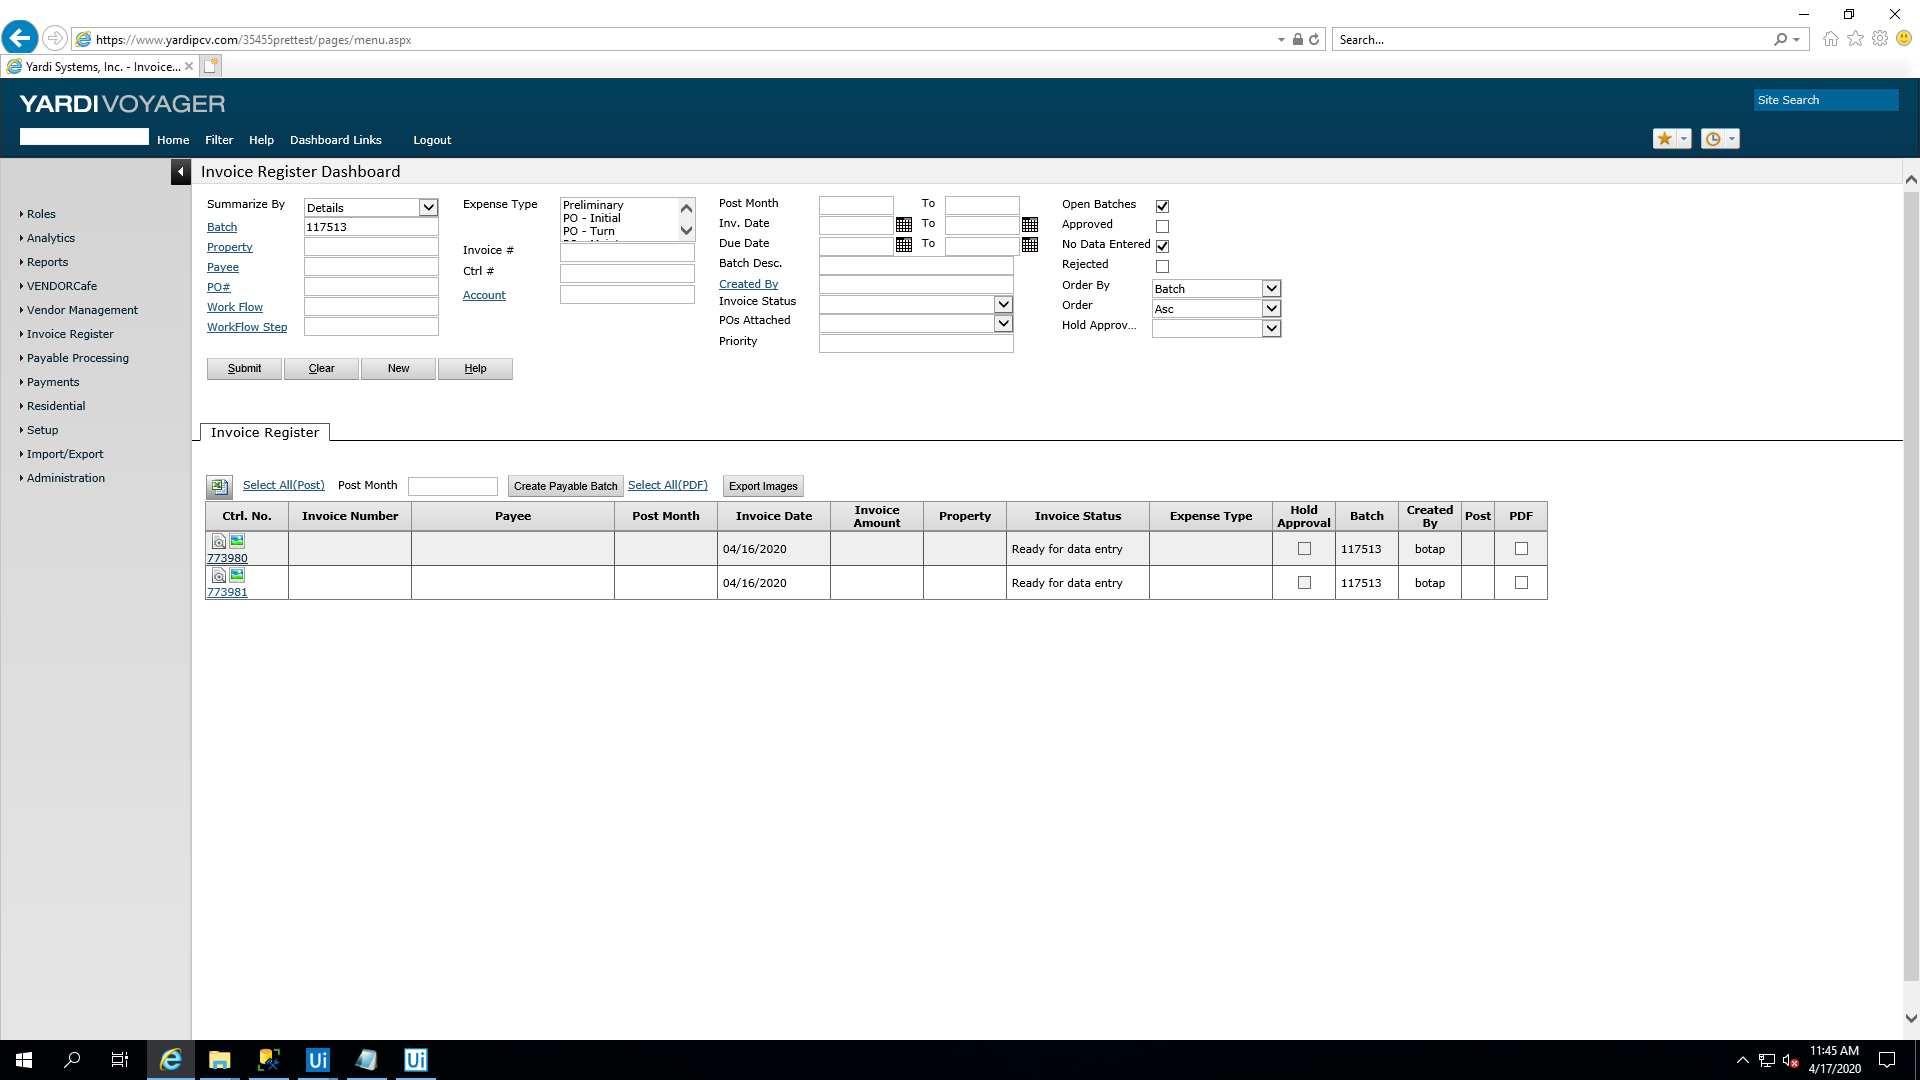 https://www.yardipcv.com/35455prettest/pages/menu.aspx
Search...
Yardi Systems, Inc. - Invoice...
YARDI VOYAGER
Site Search
Home Filter Help Dashboard Links Logout
Invoice Register Dashboard
Roles
Analytics
Reports
VENDORCafe
Vendor Management
Invoice Register
Payable Processing
Payments
Residential
Setup
Import/Export
Administration
Summarize By Details
Batch 117513
Property
Payee
PO#
Work Flow
WorkFlow Step
Expense Type
Preliminary
PO - Initial
PO - Turn
Invoice #
Ctrl #
Account
Post Month To
Inv. Date To
Due Date To
Batch Desc.
Created By
Invoice Status
POs Attached
Priority
Open Batches
Approved
No Data Entered
Rejected
Order By Batch
Order Asc
Hold Approv...
Submit Clear New Help
Invoice Register
Select All(Post) Post Month Create Payable Batch Select All(PDF) Export Images
Ctrl. No. Invoice Number Payee Post Month Invoice Date Invoice Amount Property Invoice Status Expense Type Hold Approval Batch Created By Post PDF
773980 04/16/2020 Ready for data entry 117513 botap
773981 04/16/2020 Ready for data entry 117513 botap
Ui
Ui
11:45 AM
4/17/2020